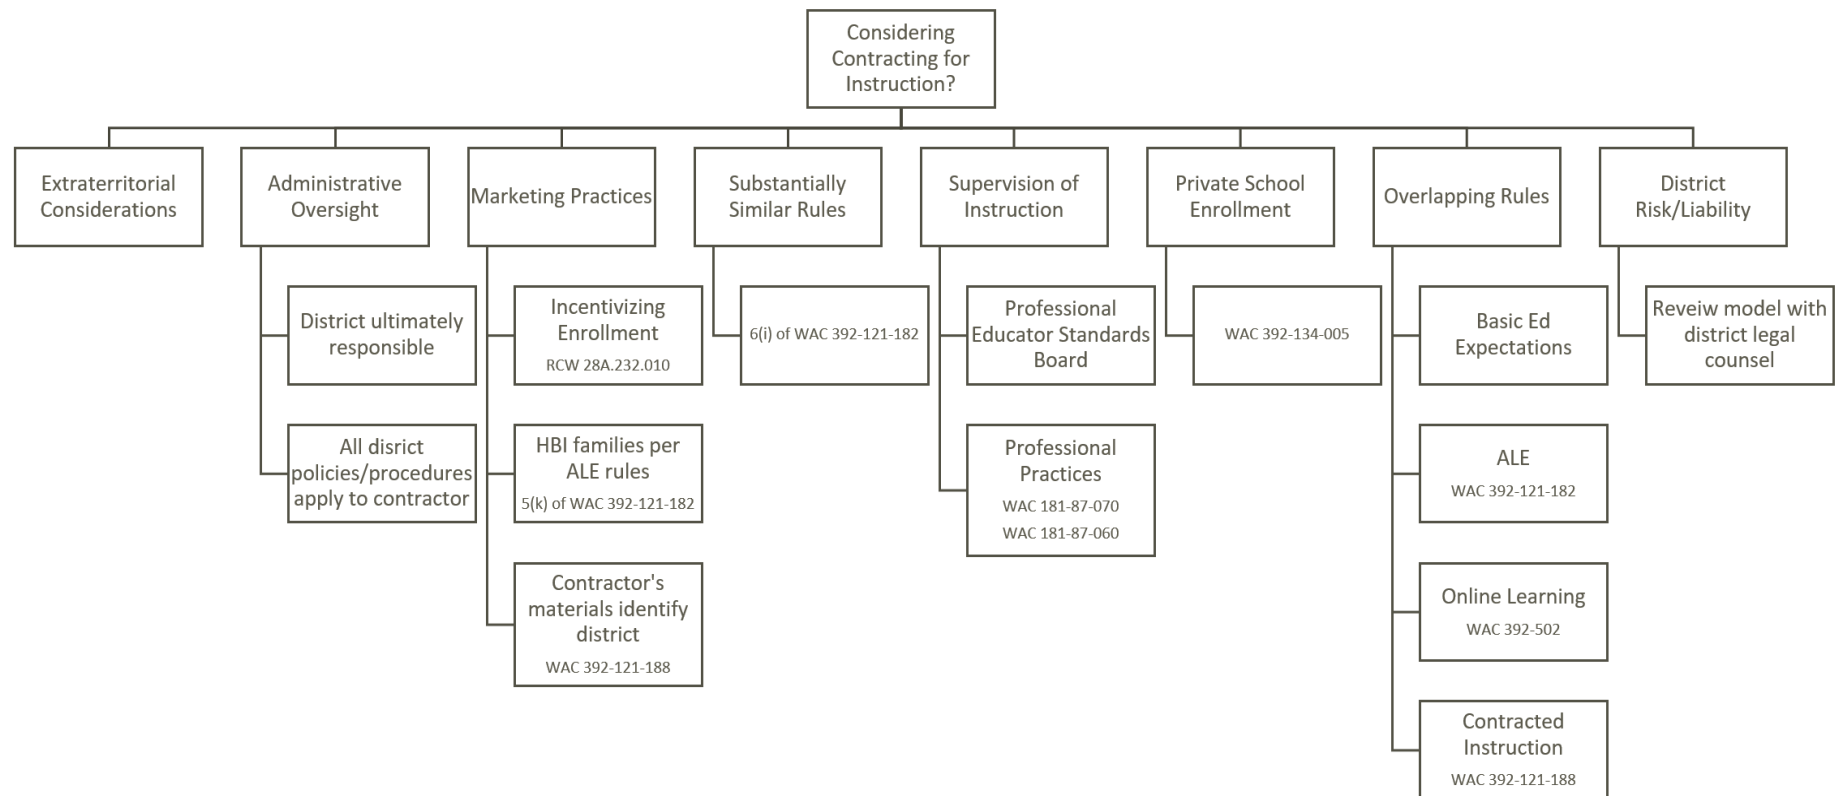 Considering
Contracting for
Instruction?
Extraterritorial
Considerations
Administrative
Oversight
Marketing Practices
Substantially
Similar Rules
Supervision of
Instruction
Private School
Enrollment
Overlapping Rules
District
Risk/Liability
District ultimately
responsible
All disrict
policies/procedures
apply to contractor
Incentivizing
Enrollment
RCW 28A.232.010
HBI families per
ALE rules
5(k) of WAC 392-121-182
Contractor's
materials identify
district
WAC 392-121-188
6(i) of WAC 392-121-182
Professional
Educator Standards
Board
Professional
Practices
WAC 181-87-070
WAC 181-87-060
WAC 392-134-005
Basic Ed
Expectations
ALE
WAC 392-121-182
Online Learning
WAC 392-502
Contracted
Instruction
WAC 392-121-188
Reveiw model with
district legal
counsel